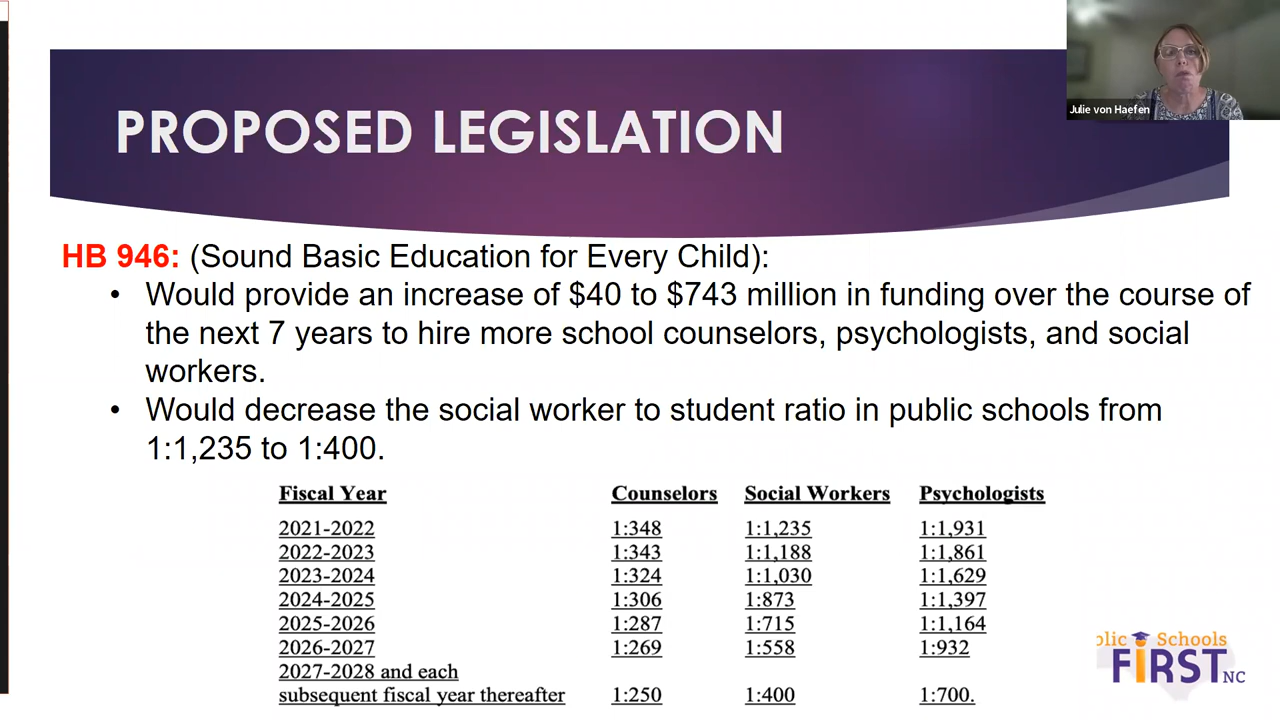 Julie von Haefen
PROPOSED LEGISLATION
HB 946: (Sound Basic Education for Every Child):
• Would provide an increase of $40 to $743 million in funding over the course of
the next 7 years to hire more school counselors, psychologists, and social
workers.
• Would decrease the social worker to student ratio in public schools from
1:1,235 to 1:400.
Fiscal Year Counselors Social Workers Psychologists
2021-2022 1:348 1:1,235 1:1,931
2022-2023 1:343 1:1,188 1:1,861
2023-2024 1:324 1:1,030 1:1,629
2024-2025 1:306 1:873 1:1,397
2025-2026 1:287 1:715 1:1,164
2026-2027 1:269 1:558 1:932
2027-2028 and each
subsequent fiscal year thereafter 1:250 1:400 1:700.
blic Schools
FiRST NC